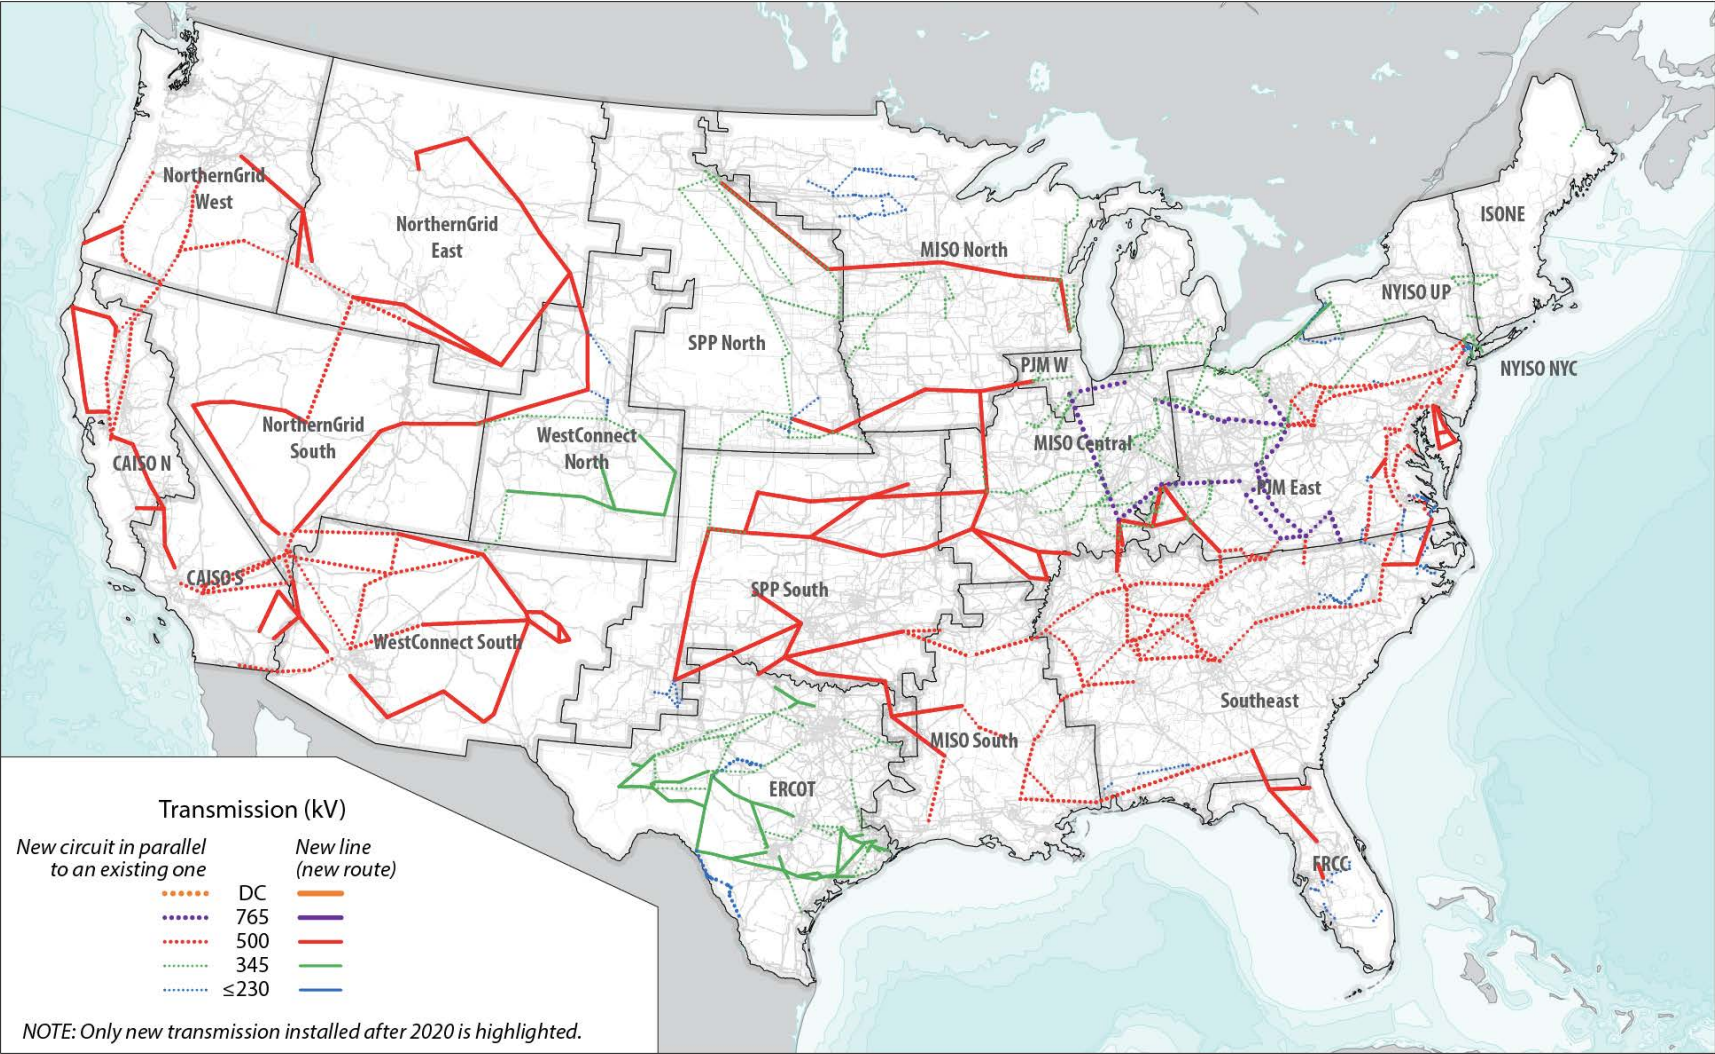 NorthernGrid
West
NorthernGrid
East
MISO North
ISONE
NYISO UP
SPP North
PJM W
NYISO NYC
NorthernGrid
South
WestConnect
North
MISO Central
CAISO N
PJM East
CAISO S
SPP South
WestConnect South
Southeast
MISO South
ERCOT
FRCC
Transmission (kV)
New circuit in parallel
to an existing one
New line
(new route)
DC
765
500
345
≤230
NOTE: Only new transmission installed after 2020 is highlighted.